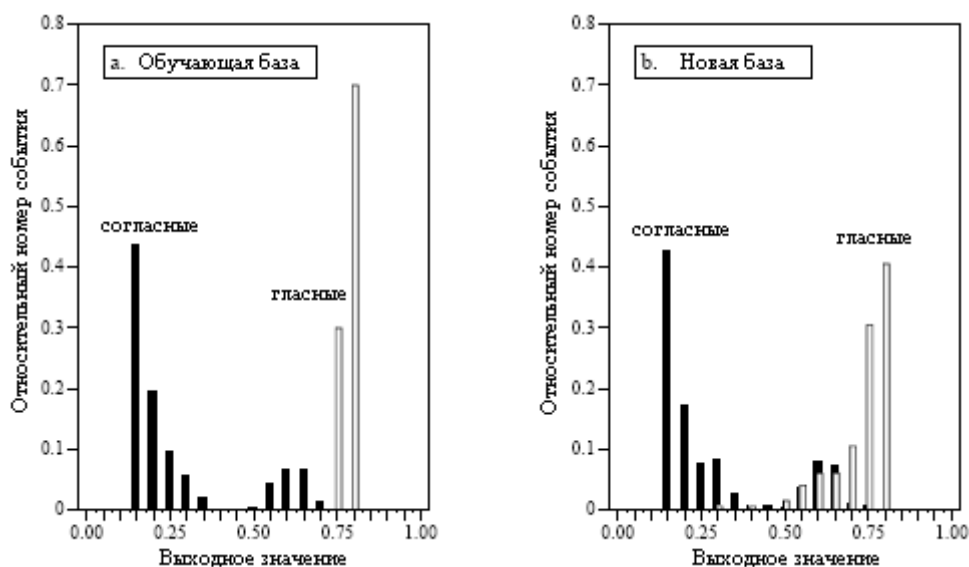 a. Обучающая база
Относительный номер события
0.8
0.7
0.6
0.5
0.4
0.3
0.2
0.1
0
согласные
гласные
0.00
0.25
0.50
0.75
1.00
Выходное значение
b. Новая база
Относительный номер события
0.8
0.7
0.6
0.5
0.4
0.3
0.2
0.1
0
согласные
гласные
0.00
0.25
0.50
0.75
1.00
Выходное значение